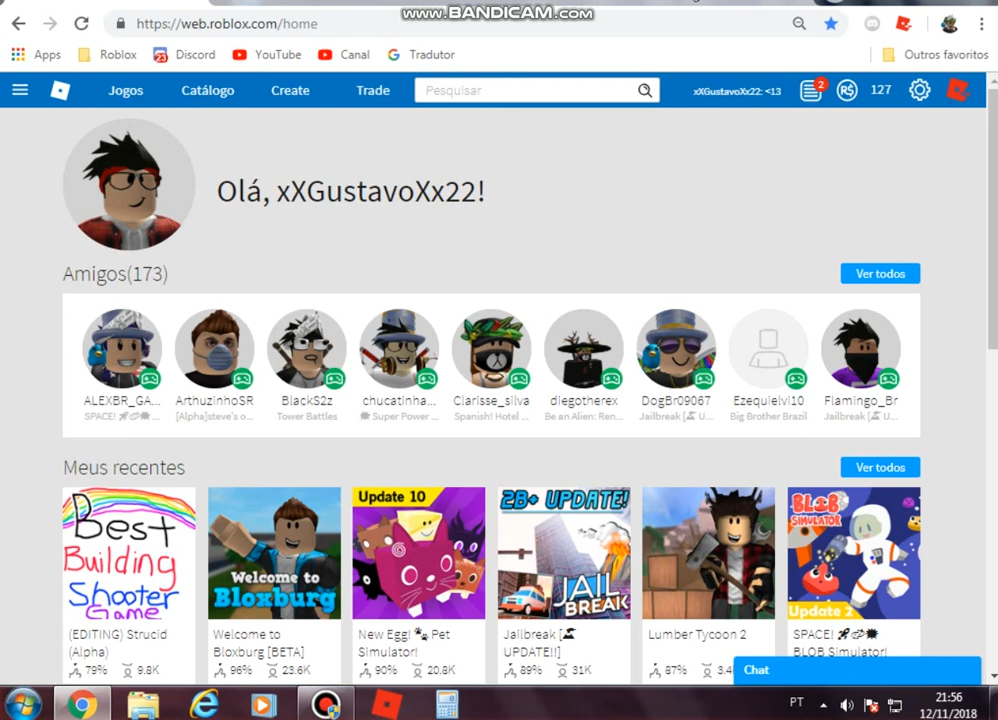 www.BANDICAM.com
https://web.roblox.com/home
Apps Roblox 23 Discord YouTube Canal Tradutor Outros favoritos
Jogos Catálogo Create Trade Pesquisar xXGustavoXx22: <13 2 R$ 127
Olá, xXGustavoXx22!
Amigos(173) Ver todos
ALEXBR_GA... ArthuzinhoSR BlackS2z chucatinha... Clarisse_silva diegotherex DogBr09067 Ezequielvi10 Flamingo_Br
SPACE! 🚀🪐✹ ... [Alpha]steve's o... Tower Battles ✹ Super Power ... Spanish! Hotel ... Be an Alien: Ren... Jailbreak [🌋 U... Big Brother Brazil Jailbreak [🌋 U...
Meus recentes Ver todos
Best
Building
Shooter
Game
Welcome to
Bloxburg
Update 10
2B+ UPDATE!
JAIL
BREAK
BLOB
SIMULATOR
Update 2
(EDITING) Strucid
(Alpha)
79% 9.8K
Welcome to
Bloxburg [BETA]
96% 23.6K
New Egg! 🐾 Pet
Simulator!
90% 20.8K
Jailbreak [🌋
UPDATE!!]
89% 31K
Lumber Tycoon 2
87% 3.4
SPACE! 🚀🪐✹
BLOB Simulator!
Chat
PT 21:56
12/11/2018